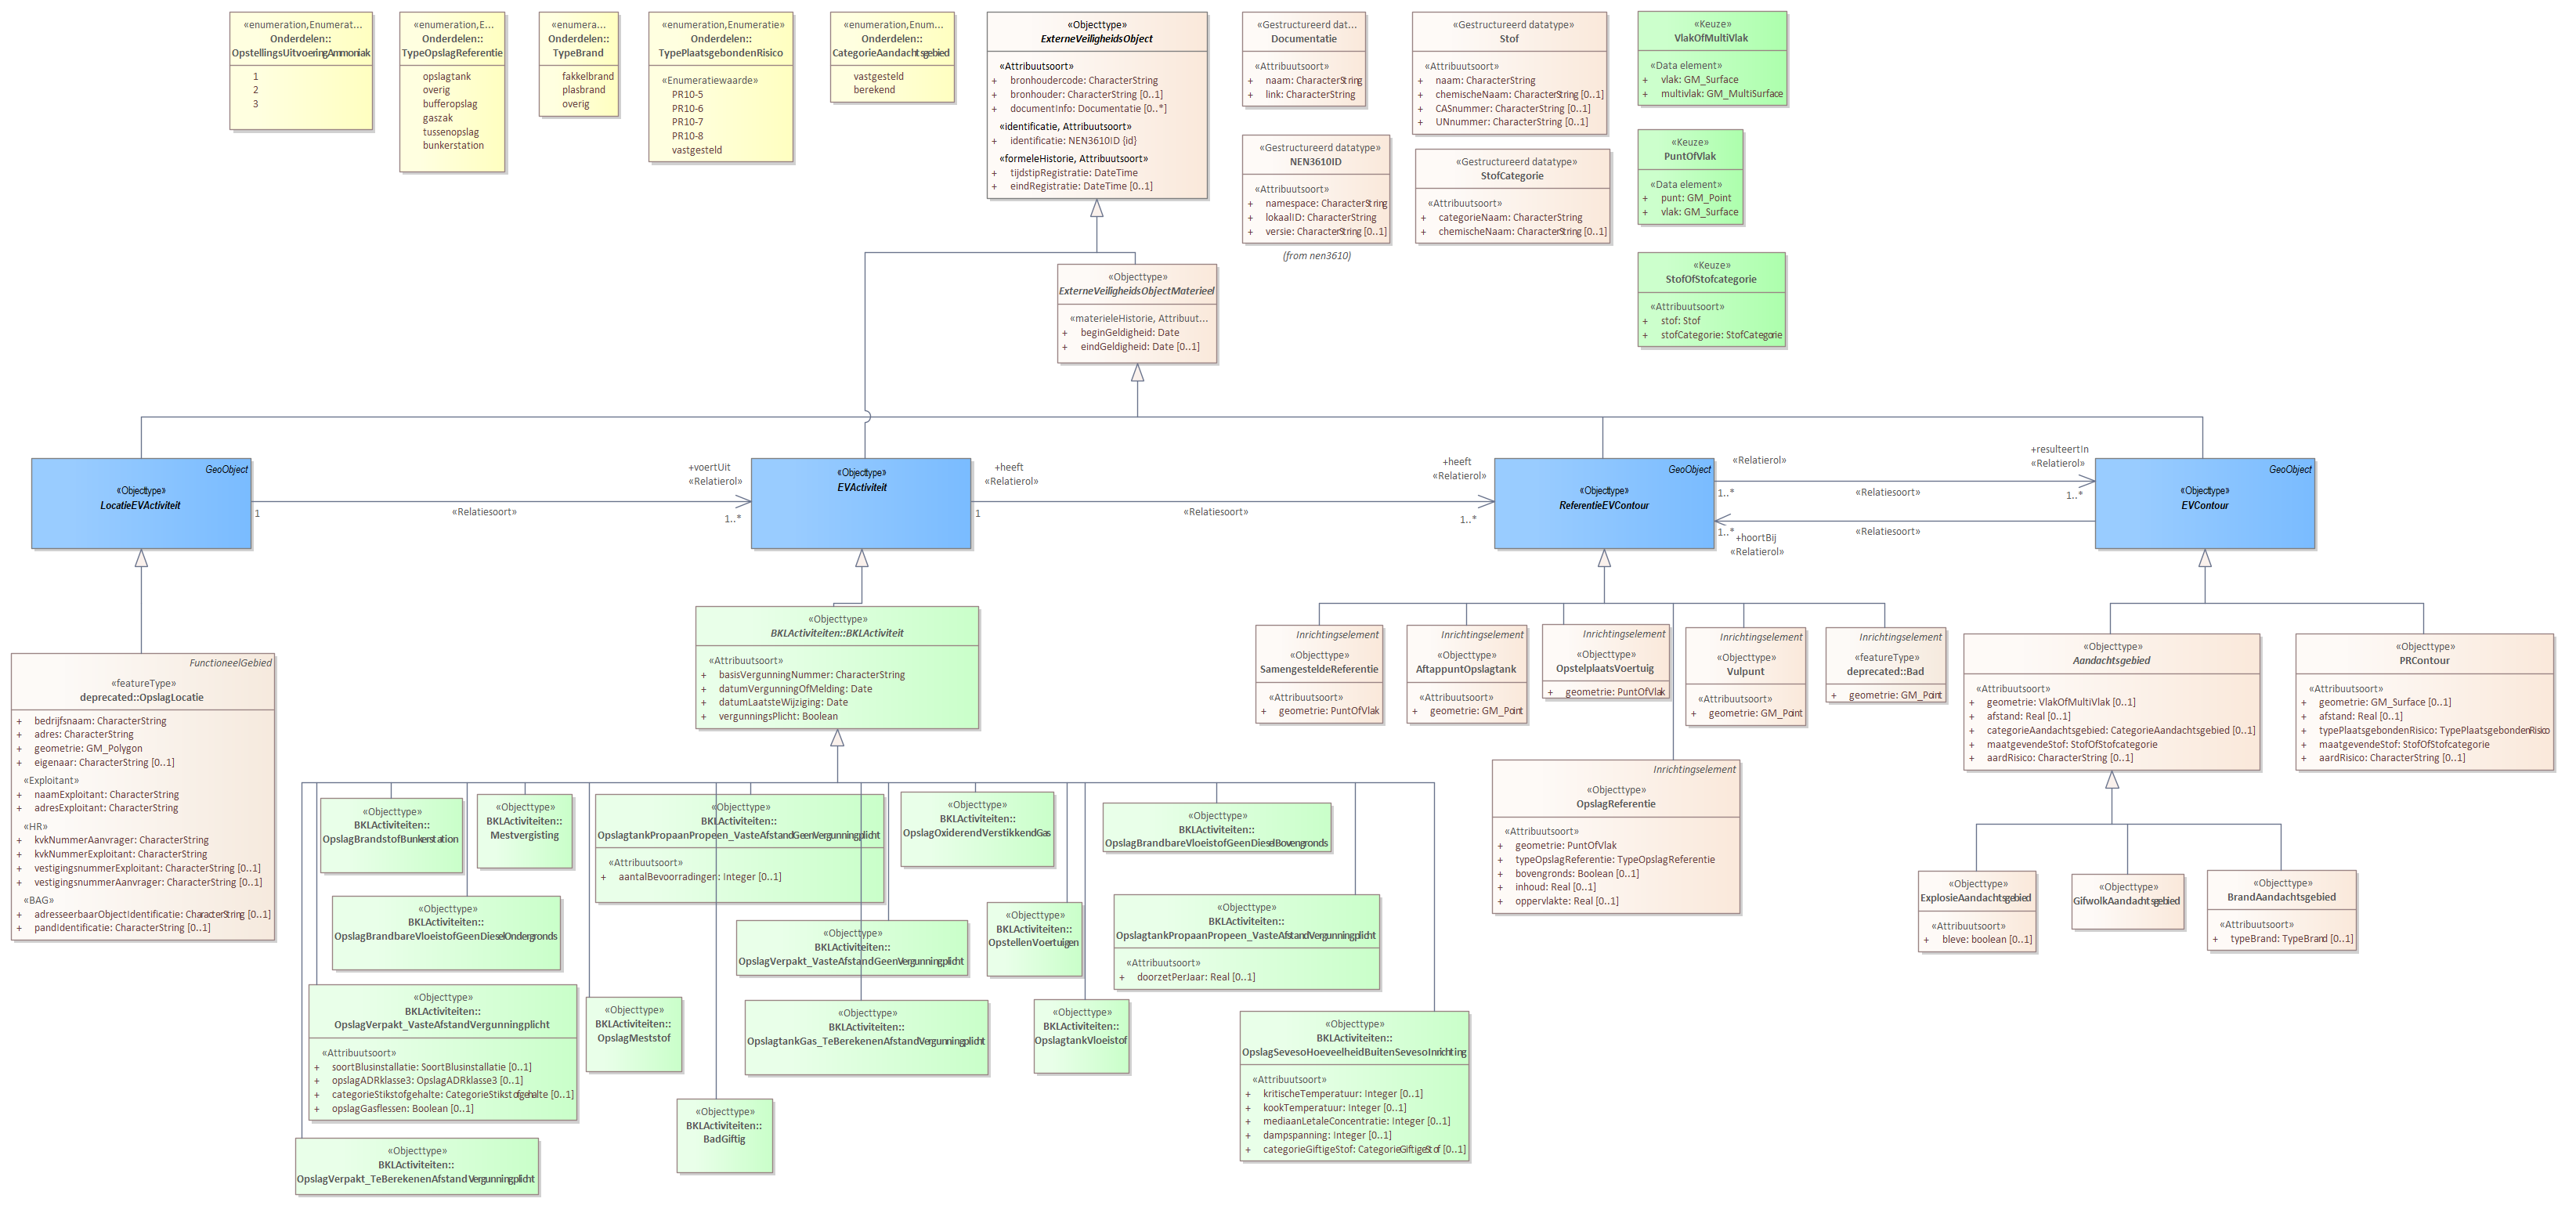 «enumeration,Enumerat...
Onderdelen::
OpstellingsUitvoeringAmmoniak
1
2
3
«enumeration,E...
Onderdelen::
TypeOpslagReferentie
opslagtank
overig
bufferopslag
gaszak
tussenopslag
bunkerstation
«enumera...
Onderdelen::
TypeBrand
fakkelbrand
plasbrand
overig
«enumeration,Enumeratie»
Onderdelen::
TypePlaatsgebondenRisico
«Enumeratiewaarde»
PR10-5
PR10-6
PR10-7
PR10-8
vastgesteld
«enumeration,Enum...
Onderdelen::
CategorieAandachtsgebied
vastgesteld
berekend
«Objecttype»
ExterneVeiligheidsObject
«Attribuutsoort»
+ bronhoudercode: CharacterString
+ bronhouder: CharacterString [0..1]
+ documentInfo: Documentatie [0..*]
«identificatie, Attribuutsoort»
+ identificatie: NEN3610ID {id}
«formeleHistorie, Attribuutsoort»
+ tijdstipRegistratie: DateTime
+ eindRegistratie: DateTime [0..1]
«Gestructureerd dat...
Documentatie
«Attribuutsoort»
+ naam: CharacterString
+ link: CharacterString
«Gestructureerd datatype»
NEN3610ID
«Attribuutsoort»
+ namespace: CharacterString
+ lokaalID: CharacterString
+ versie: CharacterString [0..1]
(from nen3610)
«Gestructureerd datatype»
Stof
«Attribuutsoort»
+ naam: CharacterString
+ chemischeNaam: CharacterString [0..1]
+ CASnummer: CharacterString [0..1]
+ UNnummer: CharacterString [0..1]
«Gestructureerd datatype»
StofCategorie
«Attribuutsoort»
+ categorieNaam: CharacterString
+ chemischeNaam: CharacterString [0..1]
«Keuze»
VlakOfMultiVlak
«Data element»
+ vlak: GM_Surface
+ multivlak: GM_MultiSurface
«Keuze»
PuntOfVlak
«Data element»
+ punt: GM_Point
+ vlak: GM_Surface
«Keuze»
StofOfStofcategorie
«Attribuutsoort»
+ stof: Stof
+ stofCategorie: StofCategorie
«Objecttype»
ExterneVeiligheidsObjectMaterieel
«materieleHistorie, Attribuut...
+ beginGeldigheid: Date
+ eindGeldigheid: Date [0..1]
GeoObject
«Objecttype»
LocatieEVActiviteit
1
«Relatiesoort»
+voertUit
«Relatierol»
1..*
«Objecttype»
EVActiviteit
+heeft
«Relatierol»
1
«Relatiesoort»
+heeft
«Relatierol»
1..*
GeoObject
«Objecttype»
ReferentieEVContour
«Relatierol»
1..*
«Relatiesoort»
+resulteertIn
«Relatierol»
1..*
1..*
+hoortBij
«Relatierol»
«Relatiesoort»
GeoObject
«Objecttype»
EVContour
FunctioneelGebied
«featureType»
deprecated::OpslagLocatie
+ bedrijfsnaam: CharacterString
+ adres: CharacterString
+ geometrie: GM_Polygon
+ eigenaar: CharacterString [0..1]
«Exploitant»
+ naamExploitant: CharacterString
+ adresExploitant: CharacterString
«HR»
+ kvkNummerAanvrager: CharacterString
+ kvkNummerExploitant: CharacterString
+ vestigingsnummerExploitant: CharacterString [0..1]
+ vestigingsnummerAanvrager: CharacterString [0..1]
«BAG»
+ adresseerbaarObjectIdentificatie: CharacterString [0..1]
+ pandIdentificatie: CharacterString [0..1]
«Objecttype»
BKLActiviteiten::BKLActiviteit
«Attribuutsoort»
+ basisVergunningNummer: CharacterString
+ datumVergunningOfMelding: Date
+ datumLaatsteWijziging: Date
+ vergunningsPlicht: Boolean
Inrichtingselement
«Objecttype»
SamengesteldeReferentie
«Attribuutsoort»
+ geometrie: PuntOfVlak
Inrichtingselement
«Objecttype»
AftappuntOpslagtank
«Attribuutsoort»
+ geometrie: GM_Point
Inrichtingselement
«Objecttype»
OpstelplaatsVoertuig
+ geometrie: PuntOfVlak
Inrichtingselement
«Objecttype»
Vulpunt
«Attribuutsoort»
+ geometrie: GM_Point
Inrichtingselement
«featureType»
deprecated::Bad
+ geometrie: GM_Point
«Objecttype»
Aandachtsgebied
«Attribuutsoort»
+ geometrie: VlakOfMultiVlak [0..1]
+ afstand: Real [0..1]
+ categorieAandachtsgebied: CategorieAandachtsgebied [0..1]
+ maatgevendeStof: StofOfStofcategorie
+ aardRisico: CharacterString [0..1]
«Objecttype»
PRContour
«Attribuutsoort»
+ geometrie: GM_Surface [0..1]
+ afstand: Real [0..1]
+ typePlaatsgebondenRisico: TypePlaatsgebondenRisico
+ maatgevendeStof: StofOfStofcategorie
+ aardRisico: CharacterString [0..1]
Inrichtingselement
«Objecttype»
OpslagReferentie
«Attribuutsoort»
+ geometrie: PuntOfVlak
+ typeOpslagReferentie: TypeOpslagReferentie
+ bovengronds: Boolean [0..1]
+ inhoud: Real [0..1]
+ oppervlakte: Real [0..1]
«Objecttype»
BKLActiviteiten::
OpslagBrandstofBunkerstation
«Objecttype»
BKLActiviteiten::
Mestvergisting
«Objecttype»
BKLActiviteiten::
OpslagtankPropaanPropeen_VasteAfstandGeenVergunningplicht
«Attribuutsoort»
+ aantalBevoorradingen: Integer [0..1]
«Objecttype»
BKLActiviteiten::
OpslagOxiderendVerstikkendGas
«Objecttype»
BKLActiviteiten::
OpslagBrandbareVloeistofGeenDieselBovengronds
«Objecttype»
BKLActiviteiten::
OpslagBrandbareVloeistofGeenDieselOndergronds
«Objecttype»
BKLActiviteiten::
OpslagVerpakt_VasteAfstandGeenVergunningplicht
«Objecttype»
BKLActiviteiten::
OpstellenVoertuigen
«Objecttype»
BKLActiviteiten::
OpslagtankPropaanPropeen_VasteAfstandVergunningplicht
«Attribuutsoort»
+ doorzetPerJaar: Real [0..1]
«Objecttype»
ExplosieAandachtsgebied
«Attribuutsoort»
+ bleve: boolean [0..1]
«Objecttype»
GifwolkAandachtsgebied
«Objecttype»
BrandAandachtsgebied
«Attribuutsoort»
+ typeBrand: TypeBrand [0..1]
«Objecttype»
BKLActiviteiten::
OpslagVerpakt_VasteAfstandVergunningplicht
«Attribuutsoort»
+ soortBlusinstallatie: SoortBlusinstallatie [0..1]
+ opslagADRklasse3: OpslagADRklasse3 [0..1]
+ categorieStikstofgehalte: CategorieStikstofgehalte [0..1]
+ opslagGasflessen: Boolean [0..1]
«Objecttype»
BKLActiviteiten::
OpslagMeststof
«Objecttype»
BKLActiviteiten::
OpslagtankGas_TeBerekenenAfstandVergunningplicht
«Objecttype»
BKLActiviteiten::
OpslagtankVloeistof
«Objecttype»
BKLActiviteiten::
OpslagSevesoHoeveelheidBuitenSevesoInrichting
«Attribuutsoort»
+ kritischeTemperatuur: Integer [0..1]
+ kookTemperatuur: Integer [0..1]
+ mediaanLetaleConcentratie: Integer [0..1]
+ dampspanning: Integer [0..1]
+ categorieGiftigeStof: CategorieGiftigeStof [0..1]
«Objecttype»
BKLActiviteiten::
BadGiftig
«Objecttype»
BKLActiviteiten::
OpslagVerpakt_TeBerekenenAfstandVergunningplicht